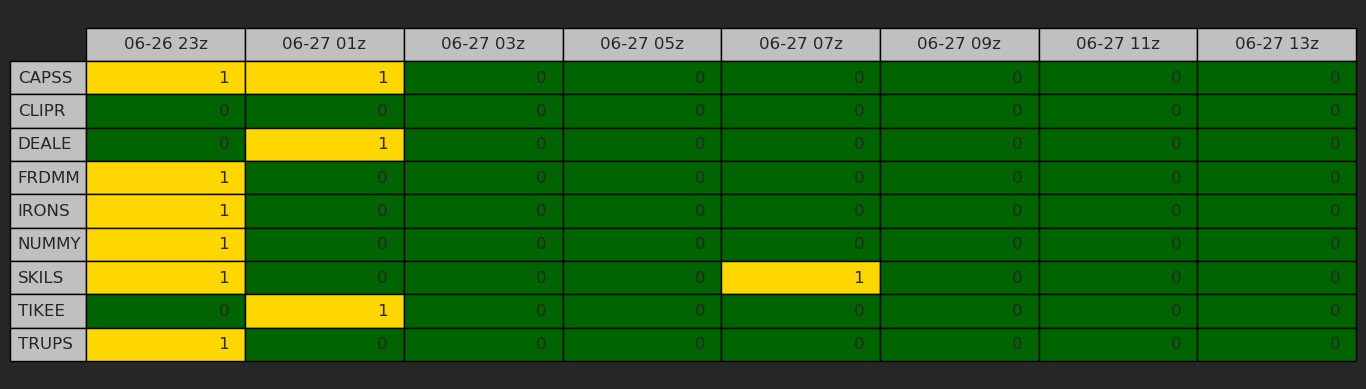 06-26 23z 06-27 01z 06-27 03z 06-27 05z 06-27 07z 06-27 09z 06-27 11z 06-27 13z
CAPSS 1 1 0 0 0 0 0 0
CLIPR 0 0 0 0 0 0 0 0
DEALE 0 1 0 0 0 0 0 0
FRDMM 1 0 0 0 0 0 0 0
IRONS 1 0 0 0 0 0 0 0
NUMMY 1 0 0 0 0 0 0 0
SKILS 1 0 0 0 1 0 0 0
TIKEE 0 1 0 0 0 0 0 0
TRUPS 1 0 0 0 0 0 0 0